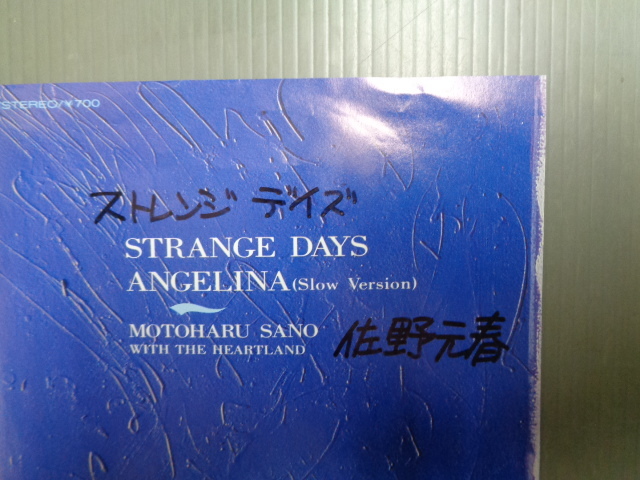 STEREO/¥700
ストレンジ デイズ
STRANGE DAYS
ANGELINA (Slow Version)
MOTOHARU SANO
WITH THE HEARTLAND
佐野元春